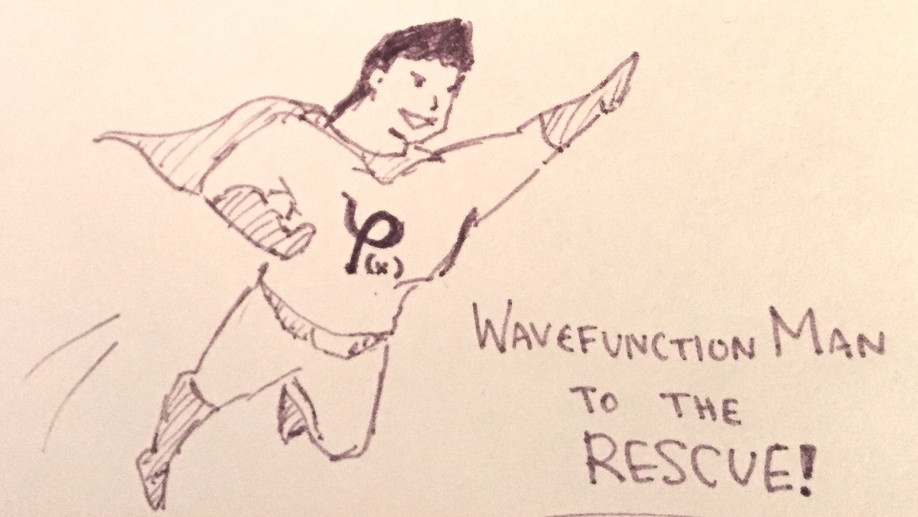 φ(x)
WAVEFUNCTION MAN
TO THE
RESCUE!